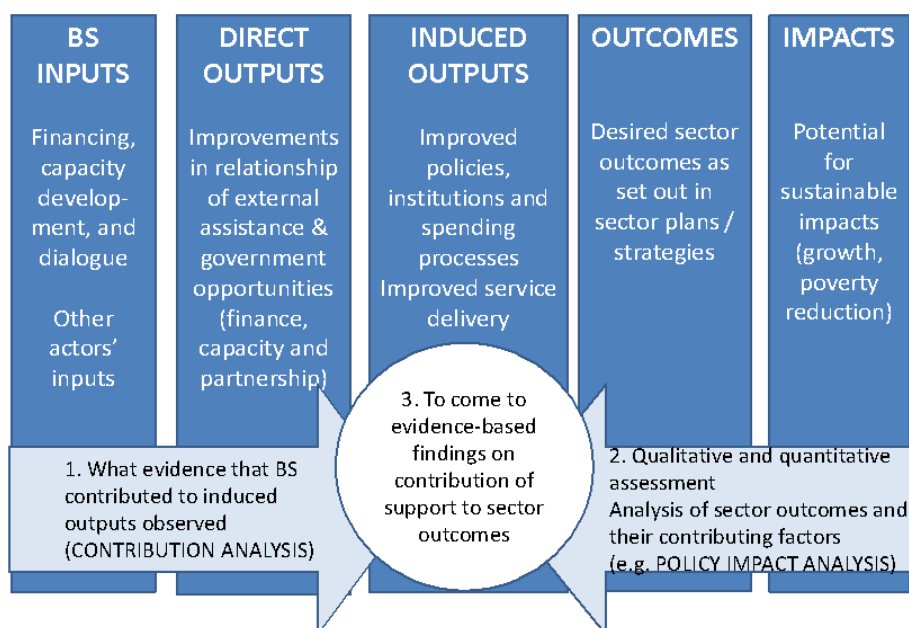 BS
INPUTS
Financing,
capacity
develop-
ment, and
dialogue
Other
actors'
inputs
DIRECT
OUTPUTS
Improvements
in relationship
of external
assistance &
government
opportunities
(finance,
capacity and
partnership)
INDUCED
OUTPUTS
Improved
policies,
institutions and
spending
processes
Improved service
delivery
OUTCOMES
Desired sector
outcomes as
set out in
sector plans /
strategies
IMPACTS
Potential
for
sustainable
impacts
(growth,
poverty
reduction)
1. What evidence that BS
contributed to induced
outputs observed
(CONTRIBUTION ANALYSIS)
3. To come to
evidence-based
findings on
contribution of
support to sector
outcomes
2. Qualitative and quantitative
assessment
Analysis of sector outcomes and
their contributing factors
(e.g. POLICY IMPACT ANALYSIS)